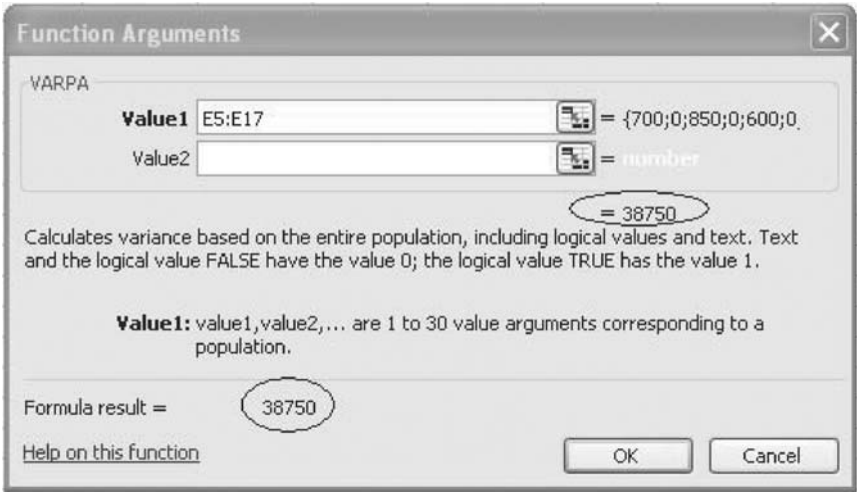 Function Arguments
VARPA
Value1 E5:E17 = {700;0;850;0;600;0
Value2 = number
= 38750
Calculates variance based on the entire population, including logical values and text. Text
and the logical value FALSE have the value 0; the logical value TRUE has the value 1.
Value1: value1,value2,... are 1 to 30 value arguments corresponding to a
population.
Formula result = 38750
Help on this function
OK Cancel